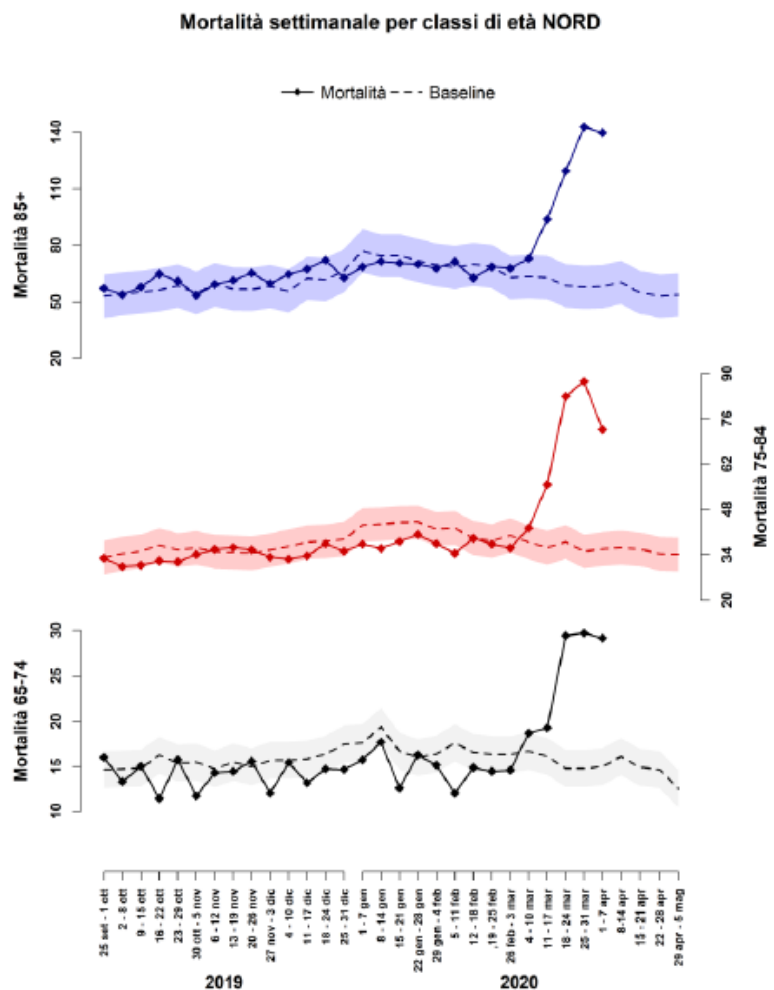 Mortalità settimanale per classi di età NORD
Mortalità Baseline
Mortalità 85+
140
110
80
50
20
Mortalità 75-84
90
76
62
48
34
20
Mortalità 65-74
30
25
20
15
10
25 set - 1 ott
2 - 8 ott
9 - 15 ott
16 - 22 ott
23 - 29 ott
30 ott - 5 nov
6 - 12 nov
13 - 19 nov
20 - 26 nov
27 nov - 3 dic
4 - 10 dic
11 - 17 dic
18 - 24 dic
25 - 31 dic
1 - 7 gen
8 - 14 gen
15 - 21 gen
22 gen - 28 gen
29 gen - 4 feb
5 - 11 feb
12 - 18 feb
,19 - 25 feb
26 feb - 3 mar
4 - 10 mar
11 - 17 mar
18 - 24 mar
25 - 31 mar
1 - 7 apr
8-14 apr
15 - 21 apr
22 - 28 apr
29 apr - 5 mag
2019 2020